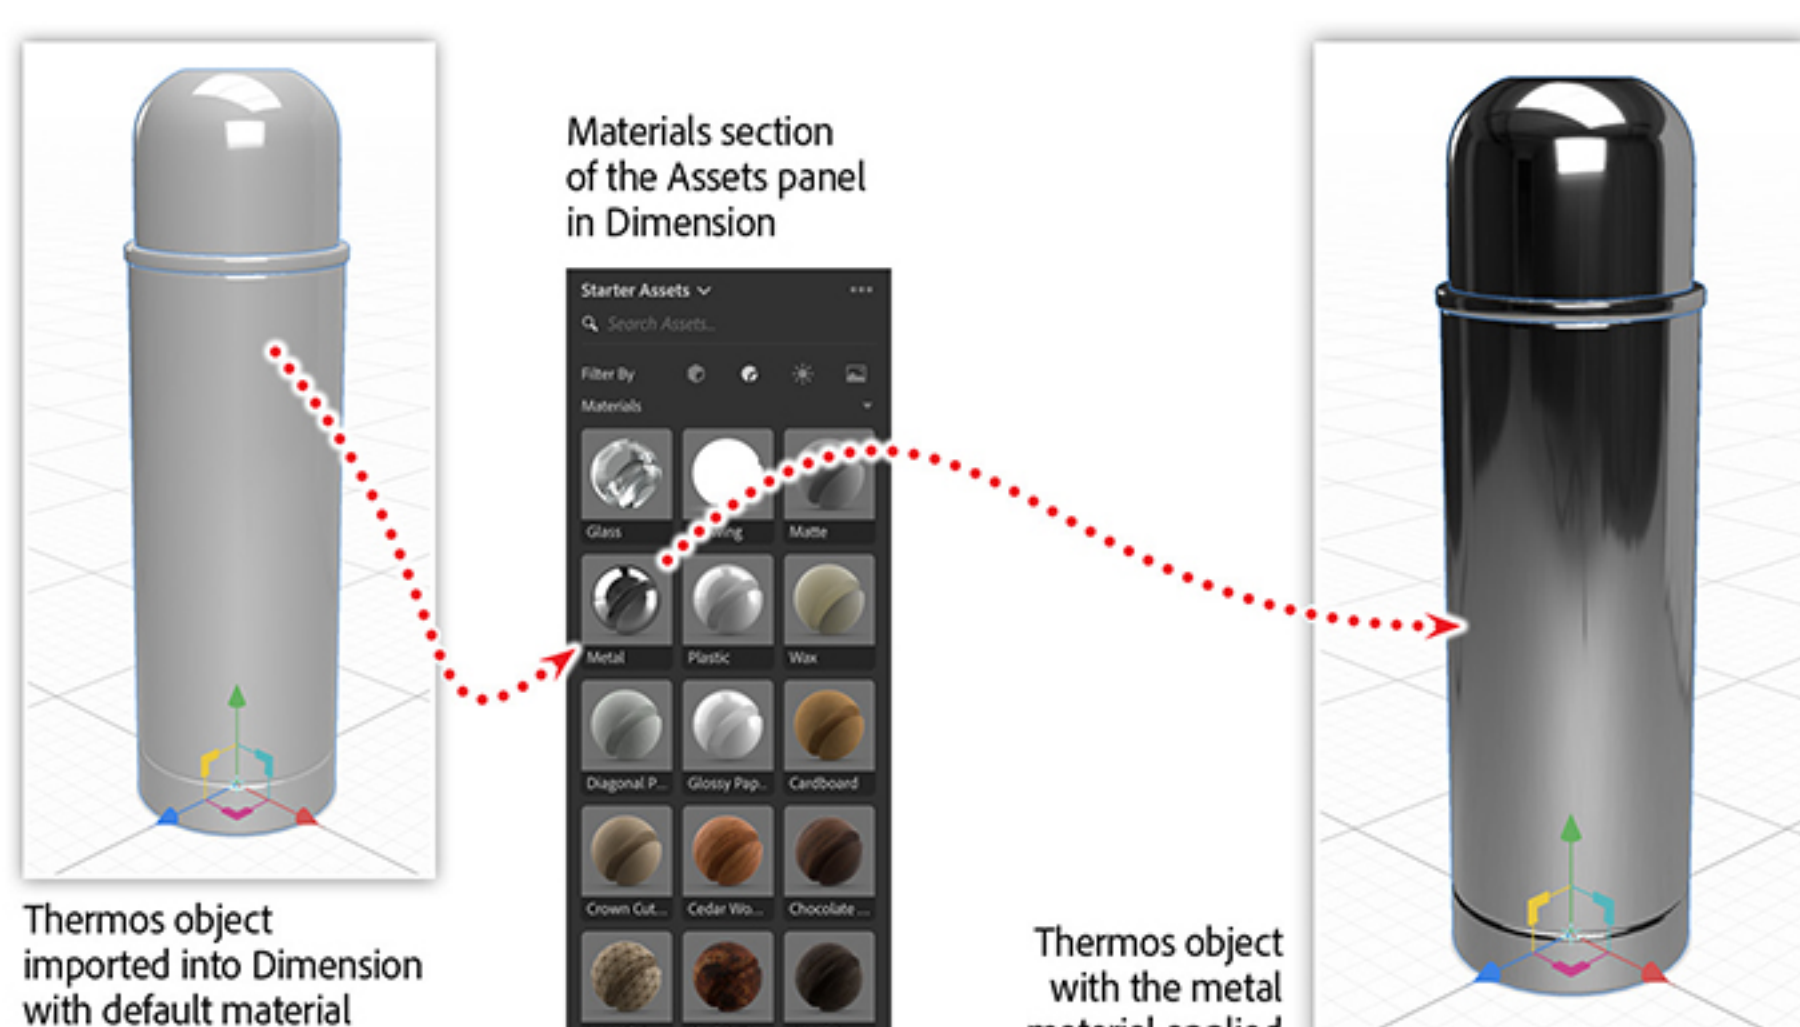 Materials section
of the Assets panel
in Dimension
Starter Assets
Search Assets...
Filter By
Materials
Glass
Matte
Metal
Plastic
Wax
Diagonal P...
Glossy Pap...
Cardboard
Crown Cut...
Cedar Wo...
Chocolate ...
Thermos object
imported into Dimension
with default material
Thermos object
with the metal
material applied